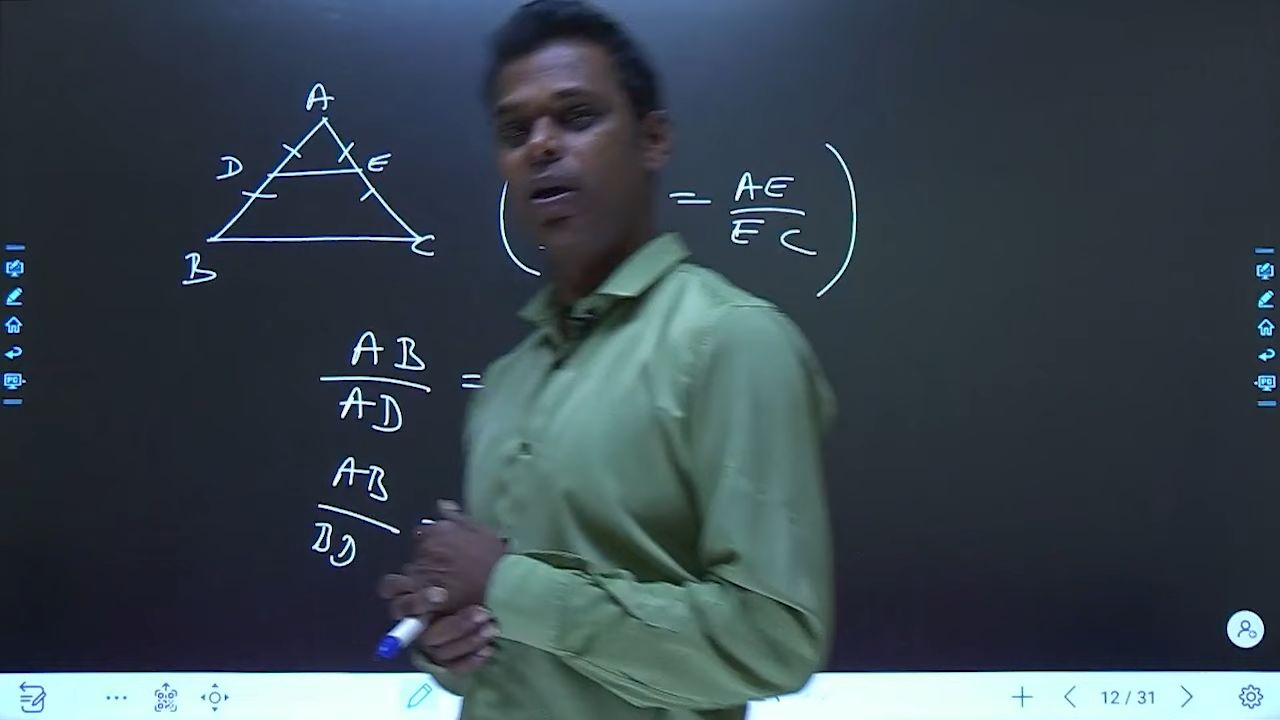 A
D E
B C
( = AE / EC )
AB / AD =
AB / BD
12 / 31